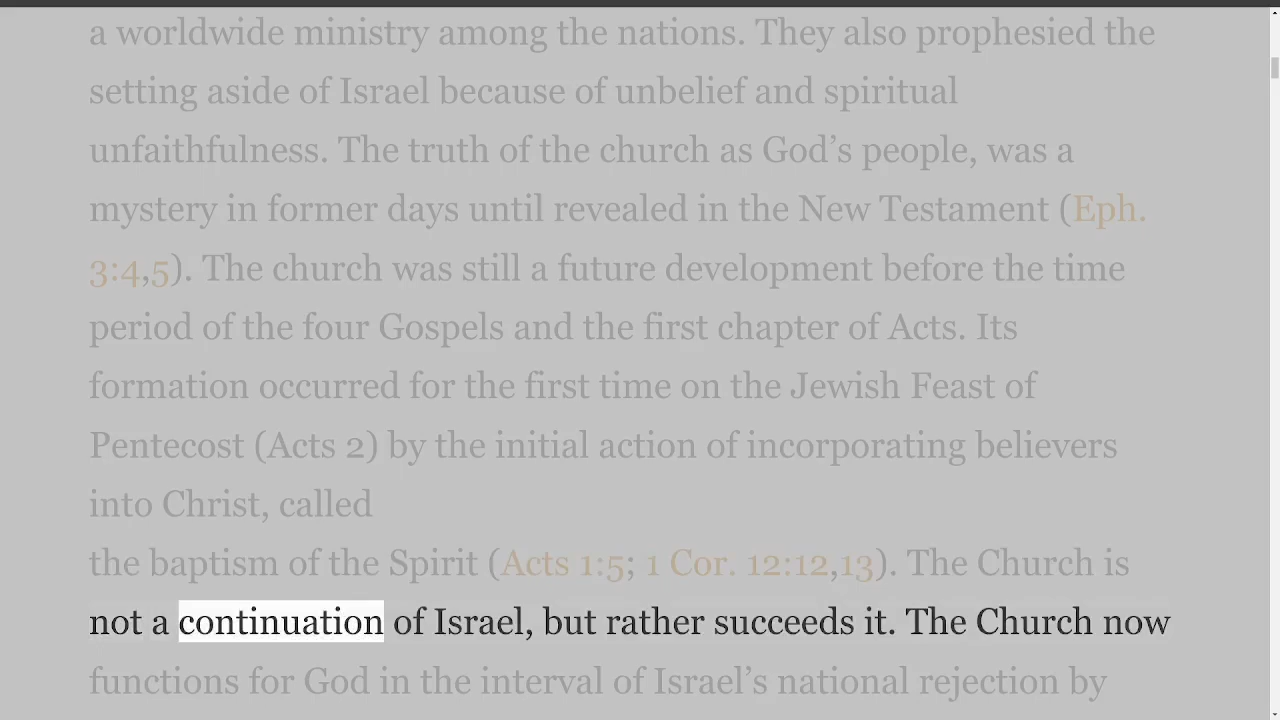 a worldwide ministry among the nations. They also prophesied the
setting aside of Israel because of unbelief and spiritual
unfaithfulness. The truth of the church as God’s people, was a
mystery in former days until revealed in the New Testament (Eph.
3:4,5). The church was still a future development before the time
period of the four Gospels and the first chapter of Acts. Its
formation occurred for the first time on the Jewish Feast of
Pentecost (Acts 2) by the initial action of incorporating believers
into Christ, called
the baptism of the Spirit (Acts 1:5; 1 Cor. 12:12,13). The Church is
not a continuation of Israel, but rather succeeds it. The Church now
functions for God in the interval of Israel’s national rejection by